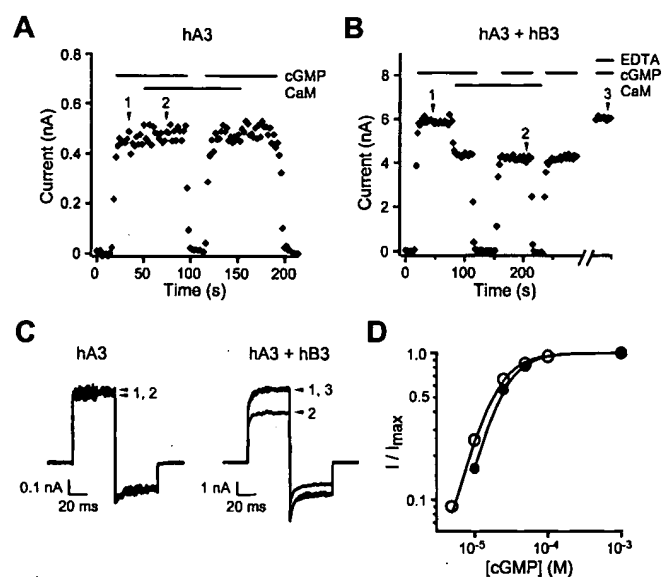 A
hA3
cGMP
CaM
1
2
0.8
0.6
0.4
0.2
0
Current (nA)
0
50
100
150
200
Time (s)
B
hA3 + hB3
EDTA
cGMP
CaM
1
2
3
8
6
4
2
0
Current (nA)
0
100
200
Time (s)
C
hA3
1, 2
0.1 nA
20 ms
hA3 + hB3
1, 3
2
1 nA
20 ms
D
1.0
0.5
0.1
I / Imax
10-5
10-4
10-3
[cGMP] (M)